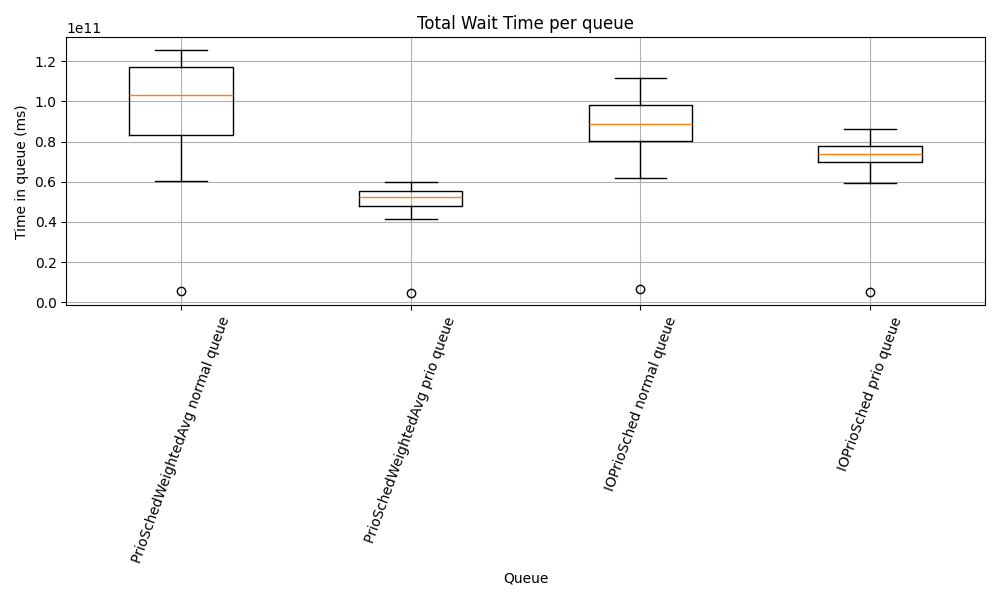 Total Wait Time per queue
1e11
1.2
1.0
0.8
0.6
0.4
0.2
0.0
Time in queue (ms)
PrioSchedWeightedAvg normal queue
PrioSchedWeightedAvg prio queue
IOPrioSched normal queue
IOPrioSched prio queue
Queue